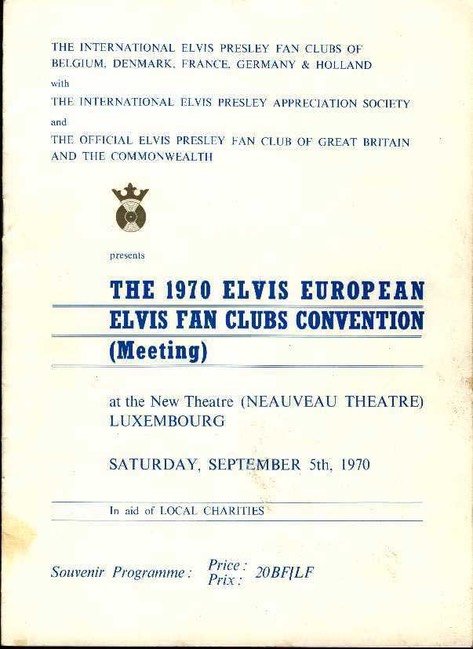 THE INTERNATIONAL ELVIS PRESLEY FAN CLUBS OF
BELGIUM, DENMARK, FRANCE, GERMANY & HOLLAND
with
THE INTERNATIONAL ELVIS PRESLEY APPRECIATION SOCIETY
and
THE OFFICIAL ELVIS PRESLEY FAN CLUB OF GREAT BRITAIN
AND THE COMMONWEALTH
presents
THE 1970 ELVIS EUROPEAN
ELVIS FAN CLUBS CONVENTION
(Meeting)
at the New Theatre (NEAUVEAU THEATRE)
LUXEMBOURG
SATURDAY, SEPTEMBER 5th, 1970
In aid of LOCAL CHARITIES
Souvenir Programme: Price: 20BF/LF
Prix: